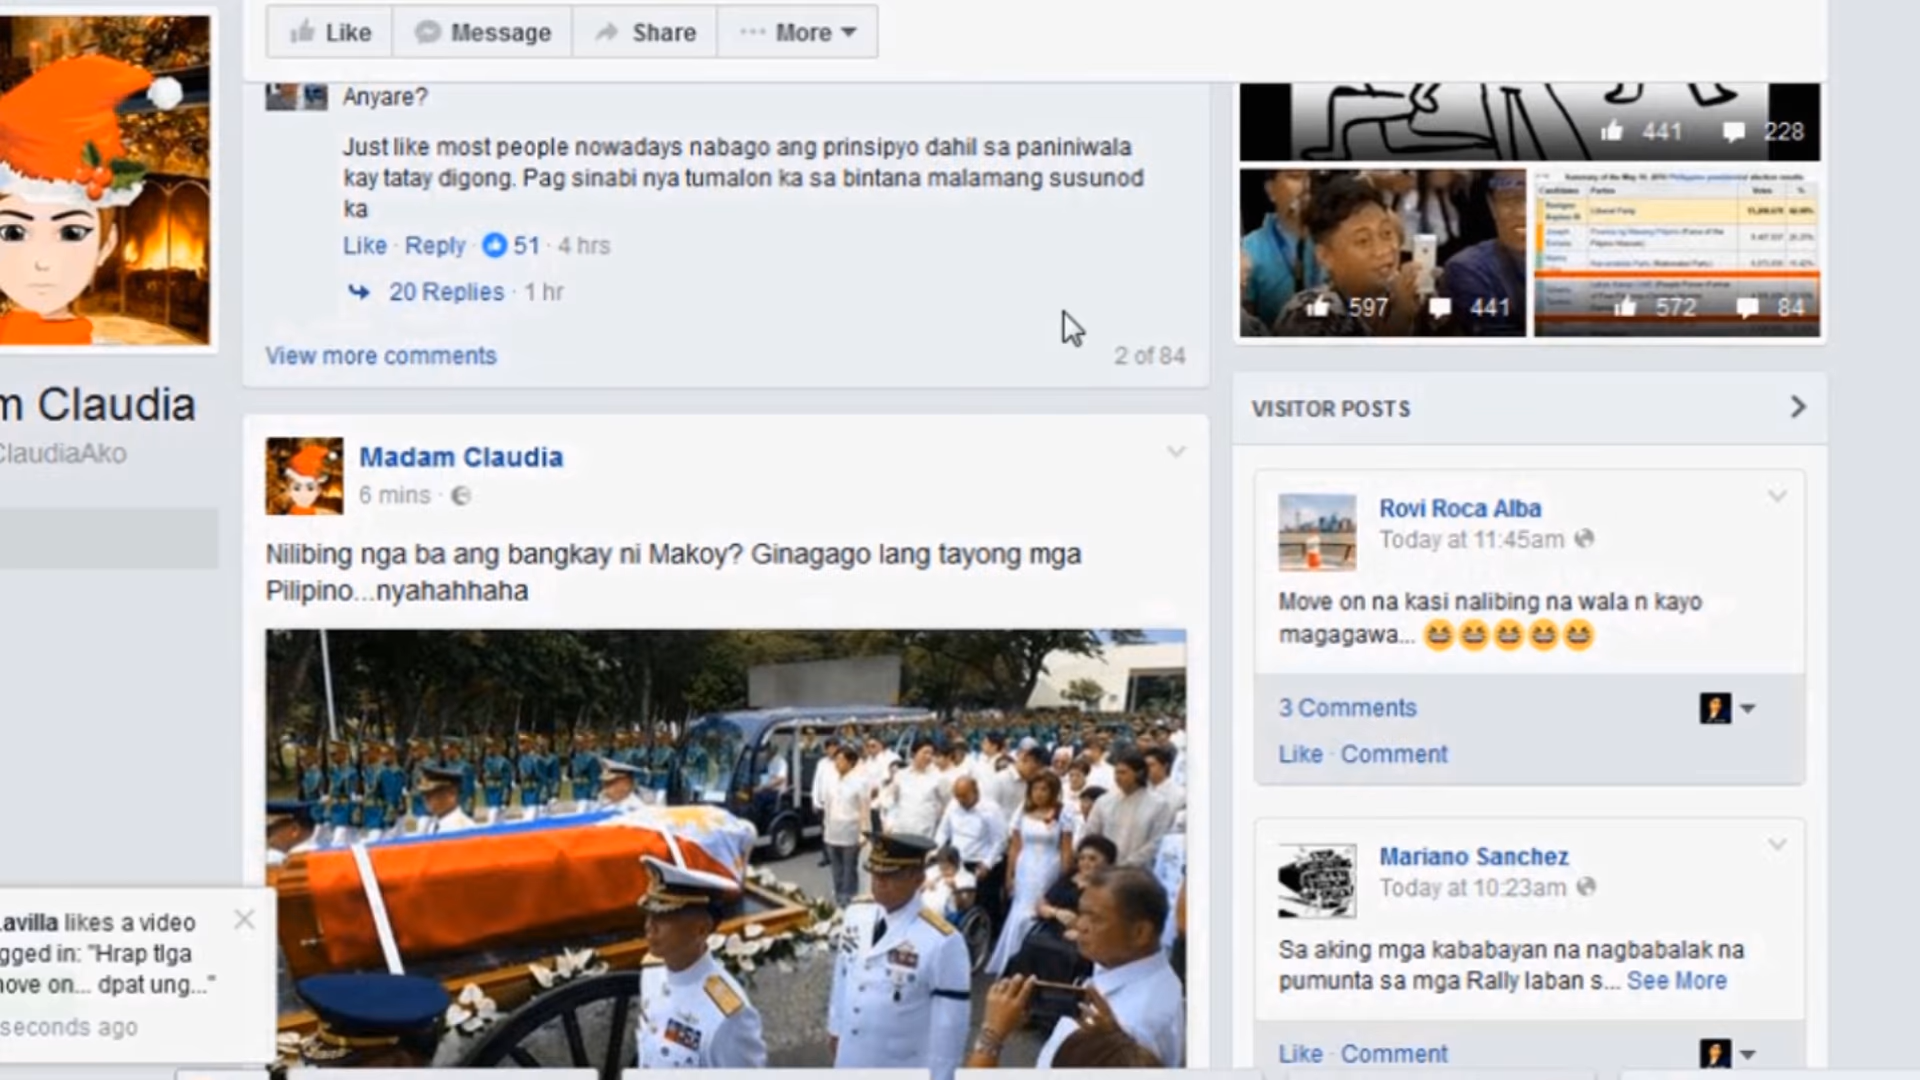 Like
Message
Share
More
Anyare?
Just like most people nowadays nabago ang prinsipyo dahil sa paniniwala
kay tatay digong. Pag sinabi nya tumalon ka sa bintana malamang susunod
ka
Like · Reply · 51 · 4 hrs
20 Replies · 1 hr
View more comments
2 of 84
m Claudia
ClaudiaAko
Madam Claudia
6 mins ·
Nilibing nga ba ang bangkay ni Makoy? Ginagago lang tayong mga
Pilipino...nyahahhaha
avilla likes a video
gged in: "Hrap tlga
move on... dpat ung..."
seconds ago
441 228
597 441
572 84
VISITOR POSTS
Rovi Roca Alba
Today at 11:45am
Move on na kasi nalibing na wala n kayo
magagawa... 😆😆😆😆😆
3 Comments
Like · Comment
Mariano Sanchez
Today at 10:23am
Sa aking mga kababayan na nagbabalak na
pumunta sa mga Rally laban s... See More
Like · Comment